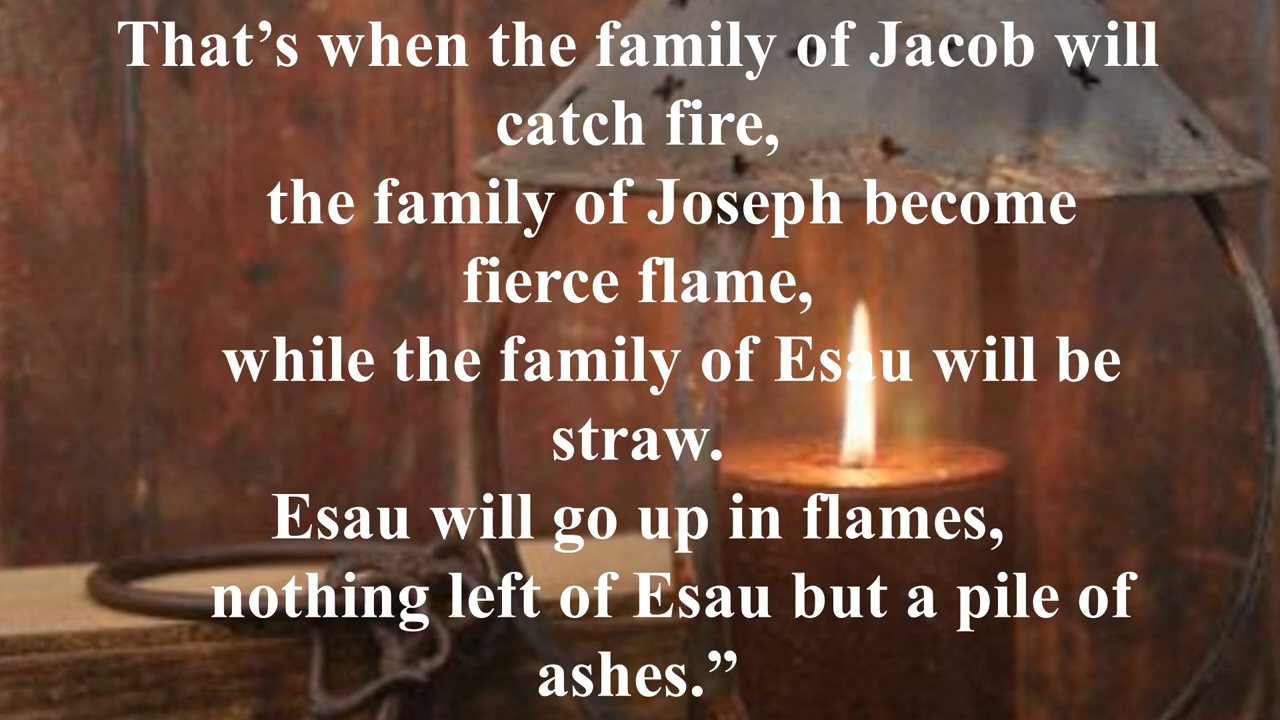 That’s when the family of Jacob will
catch fire,
the family of Joseph become
fierce flame,
while the family of Esau will be
straw.
Esau will go up in flames,
nothing left of Esau but a pile of
ashes.”